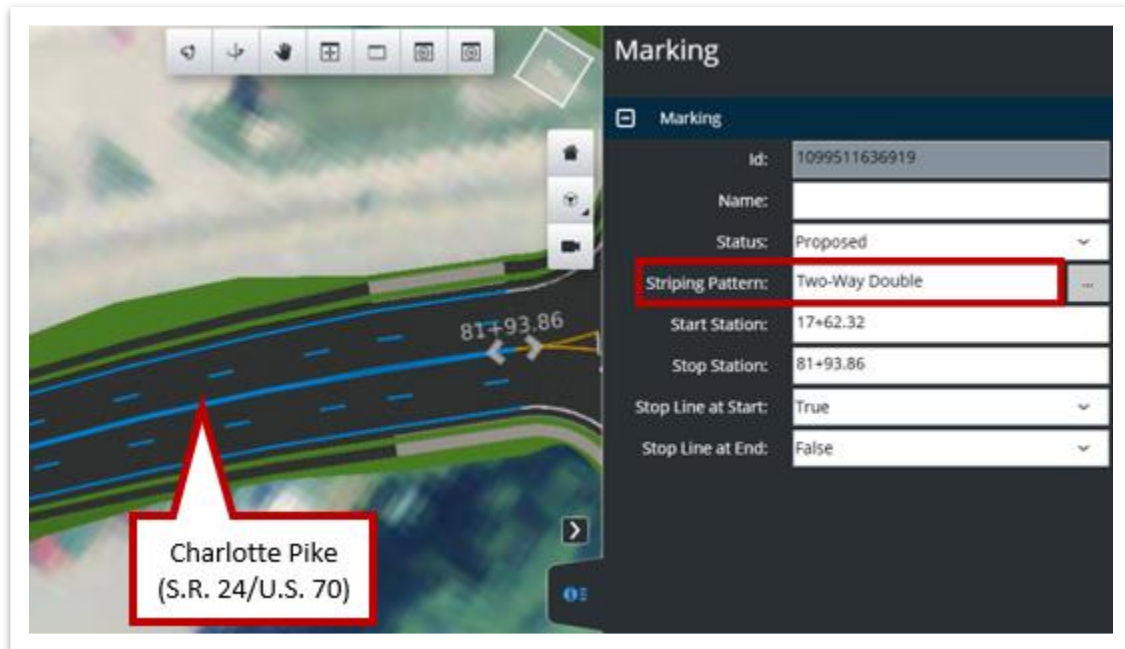 Marking
Marking
Id: 1099511636919
Name:
Status: Proposed
Striping Pattern: Two-Way Double ...
Start Station: 17+62.32
Stop Station: 81+93.86
Stop Line at Start: True
Stop Line at End: False
81+93.86
Charlotte Pike
(S.R. 24/U.S. 70)